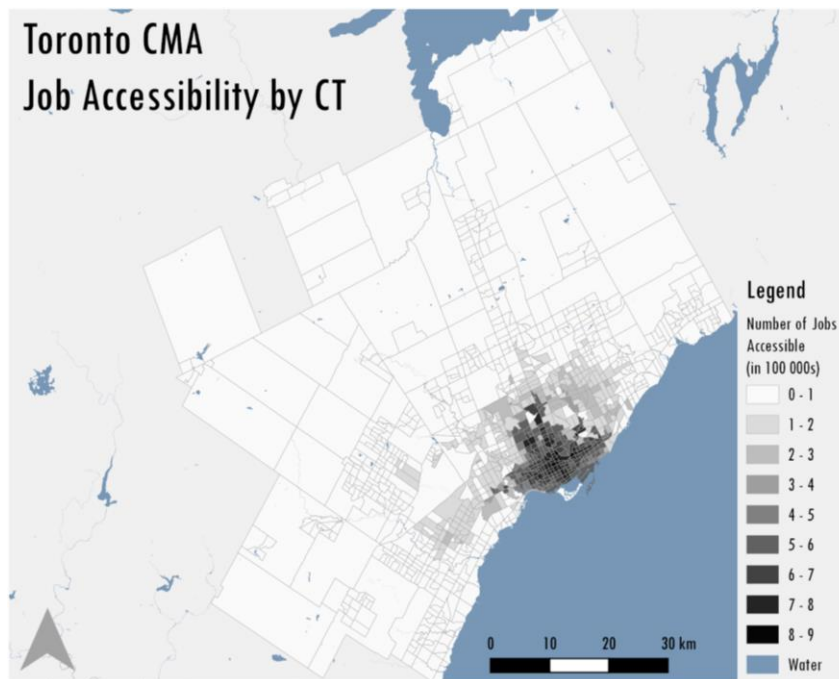 Toronto CMA
Job Accessibility by CT
Legend
Number of Jobs
Accessible
(in 100 000s)
0 - 1
1 - 2
2 - 3
3 - 4
4 - 5
5 - 6
6 - 7
7 - 8
8 - 9
Water
0 10 20 30 km